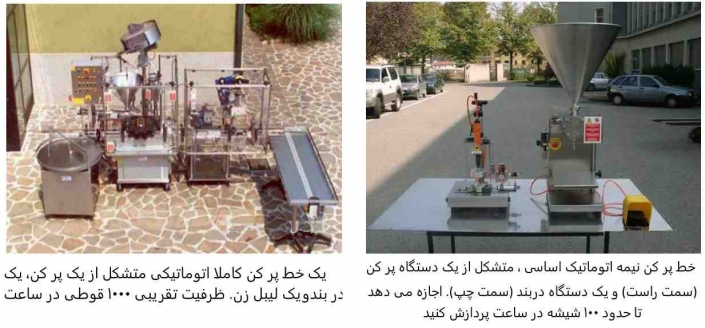 یک خط پر کن کاملا اتوماتیکی متشکل از یک پر کن، یک
در بندویک لیبل زن. ظرفیت تقریبی ۱۰۰۰ قوطی در ساعت
خط پر کن نیمه اتوماتیک اساسی ، متشکل از یک دستگاه پر کن
(سمت راست) و یک دستگاه دربند (سمت چپ). اجازه می دهد
تا حدود ۱۰۰ شیشه در ساعت پردازش کنید